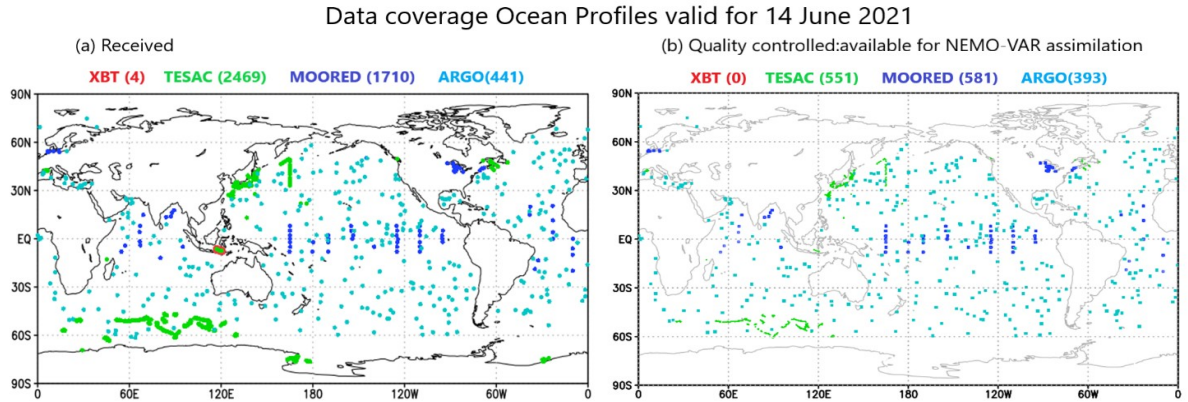 Data coverage Ocean Profiles valid for 14 June 2021
(a) Received
XBT (4) TESAC (2469) MOORED (1710) ARGO(441)
90N
60N
30N
EQ
30S
60S
90S
0 60E 120E 180 120W 60W 0
(b) Quality controlled:available for NEMO-VAR assimilation
XBT (0) TESAC (551) MOORED (581) ARGO(393)
90N
60N
30N
EQ
30S
60S
90S
0 60E 120E 180 120W 60W 0